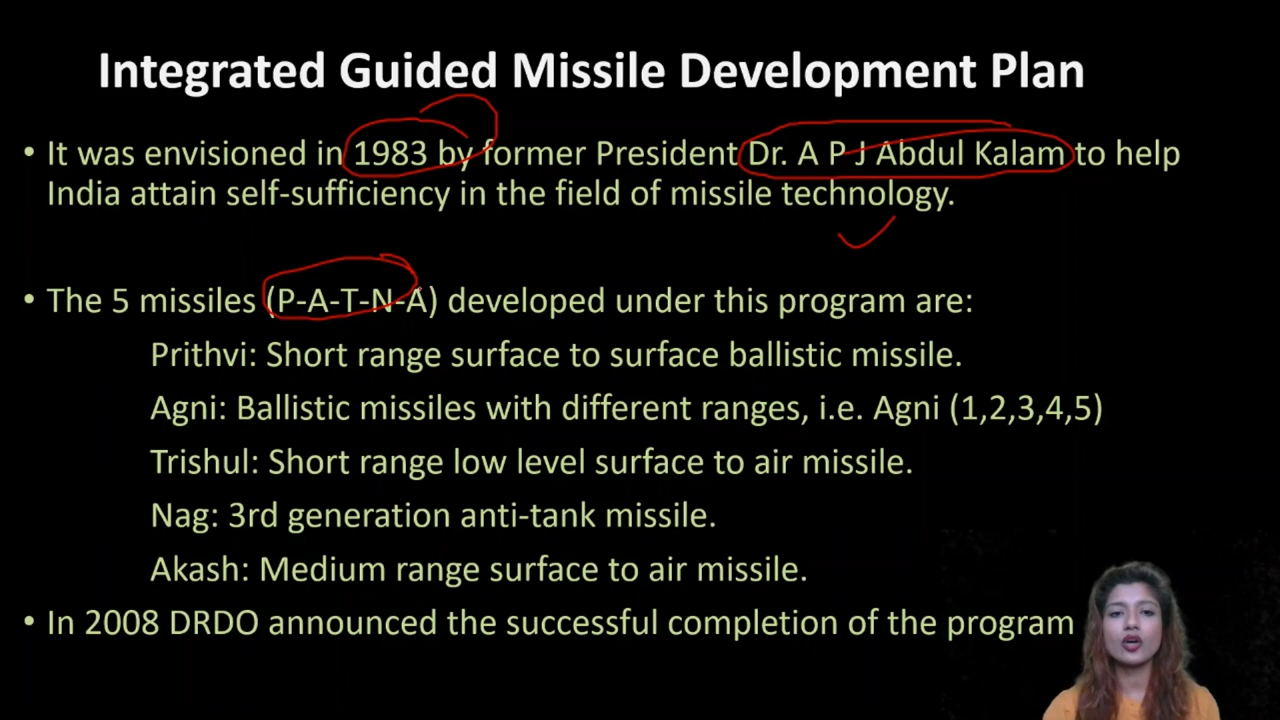 Integrated Guided Missile Development Plan
• It was envisioned in 1983 by former President Dr. A P J Abdul Kalam to help
India attain self-sufficiency in the field of missile technology.
• The 5 missiles (P-A-T-N-A) developed under this program are:
Prithvi: Short range surface to surface ballistic missile.
Agni: Ballistic missiles with different ranges, i.e. Agni (1,2,3,4,5)
Trishul: Short range low level surface to air missile.
Nag: 3rd generation anti-tank missile.
Akash: Medium range surface to air missile.
• In 2008 DRDO announced the successful completion of the program